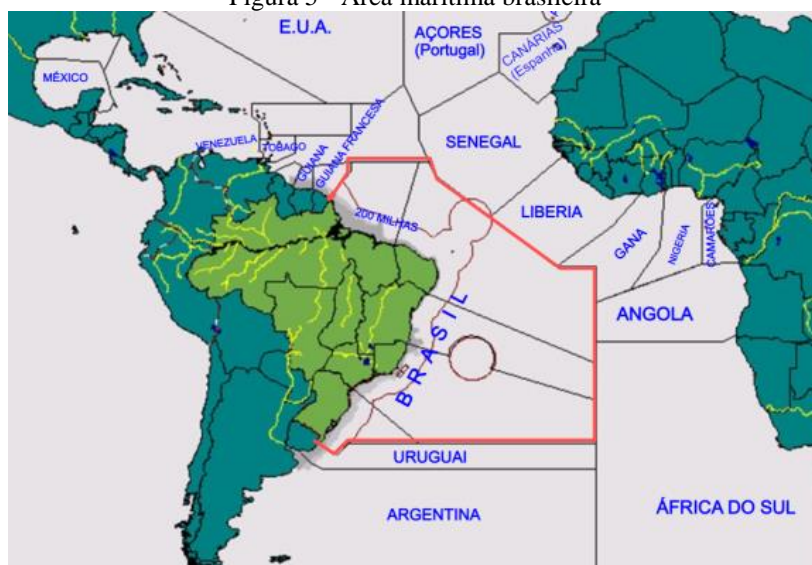 Figura 3 - Área marítima brasileira
E.U.A.
AÇORES
(Portugal)
CANÁRIAS
(Espanha)
MÉXICO
VENEZUELA
TOBAGO
GUIANA
GUIANA FRANCESA
SENEGAL
200 MILHAS
LIBERIA
GANA
NIGERIA
CAMARÕES
ANGOLA
BRASIL
URUGUAI
ARGENTINA
ÁFRICA DO SUL